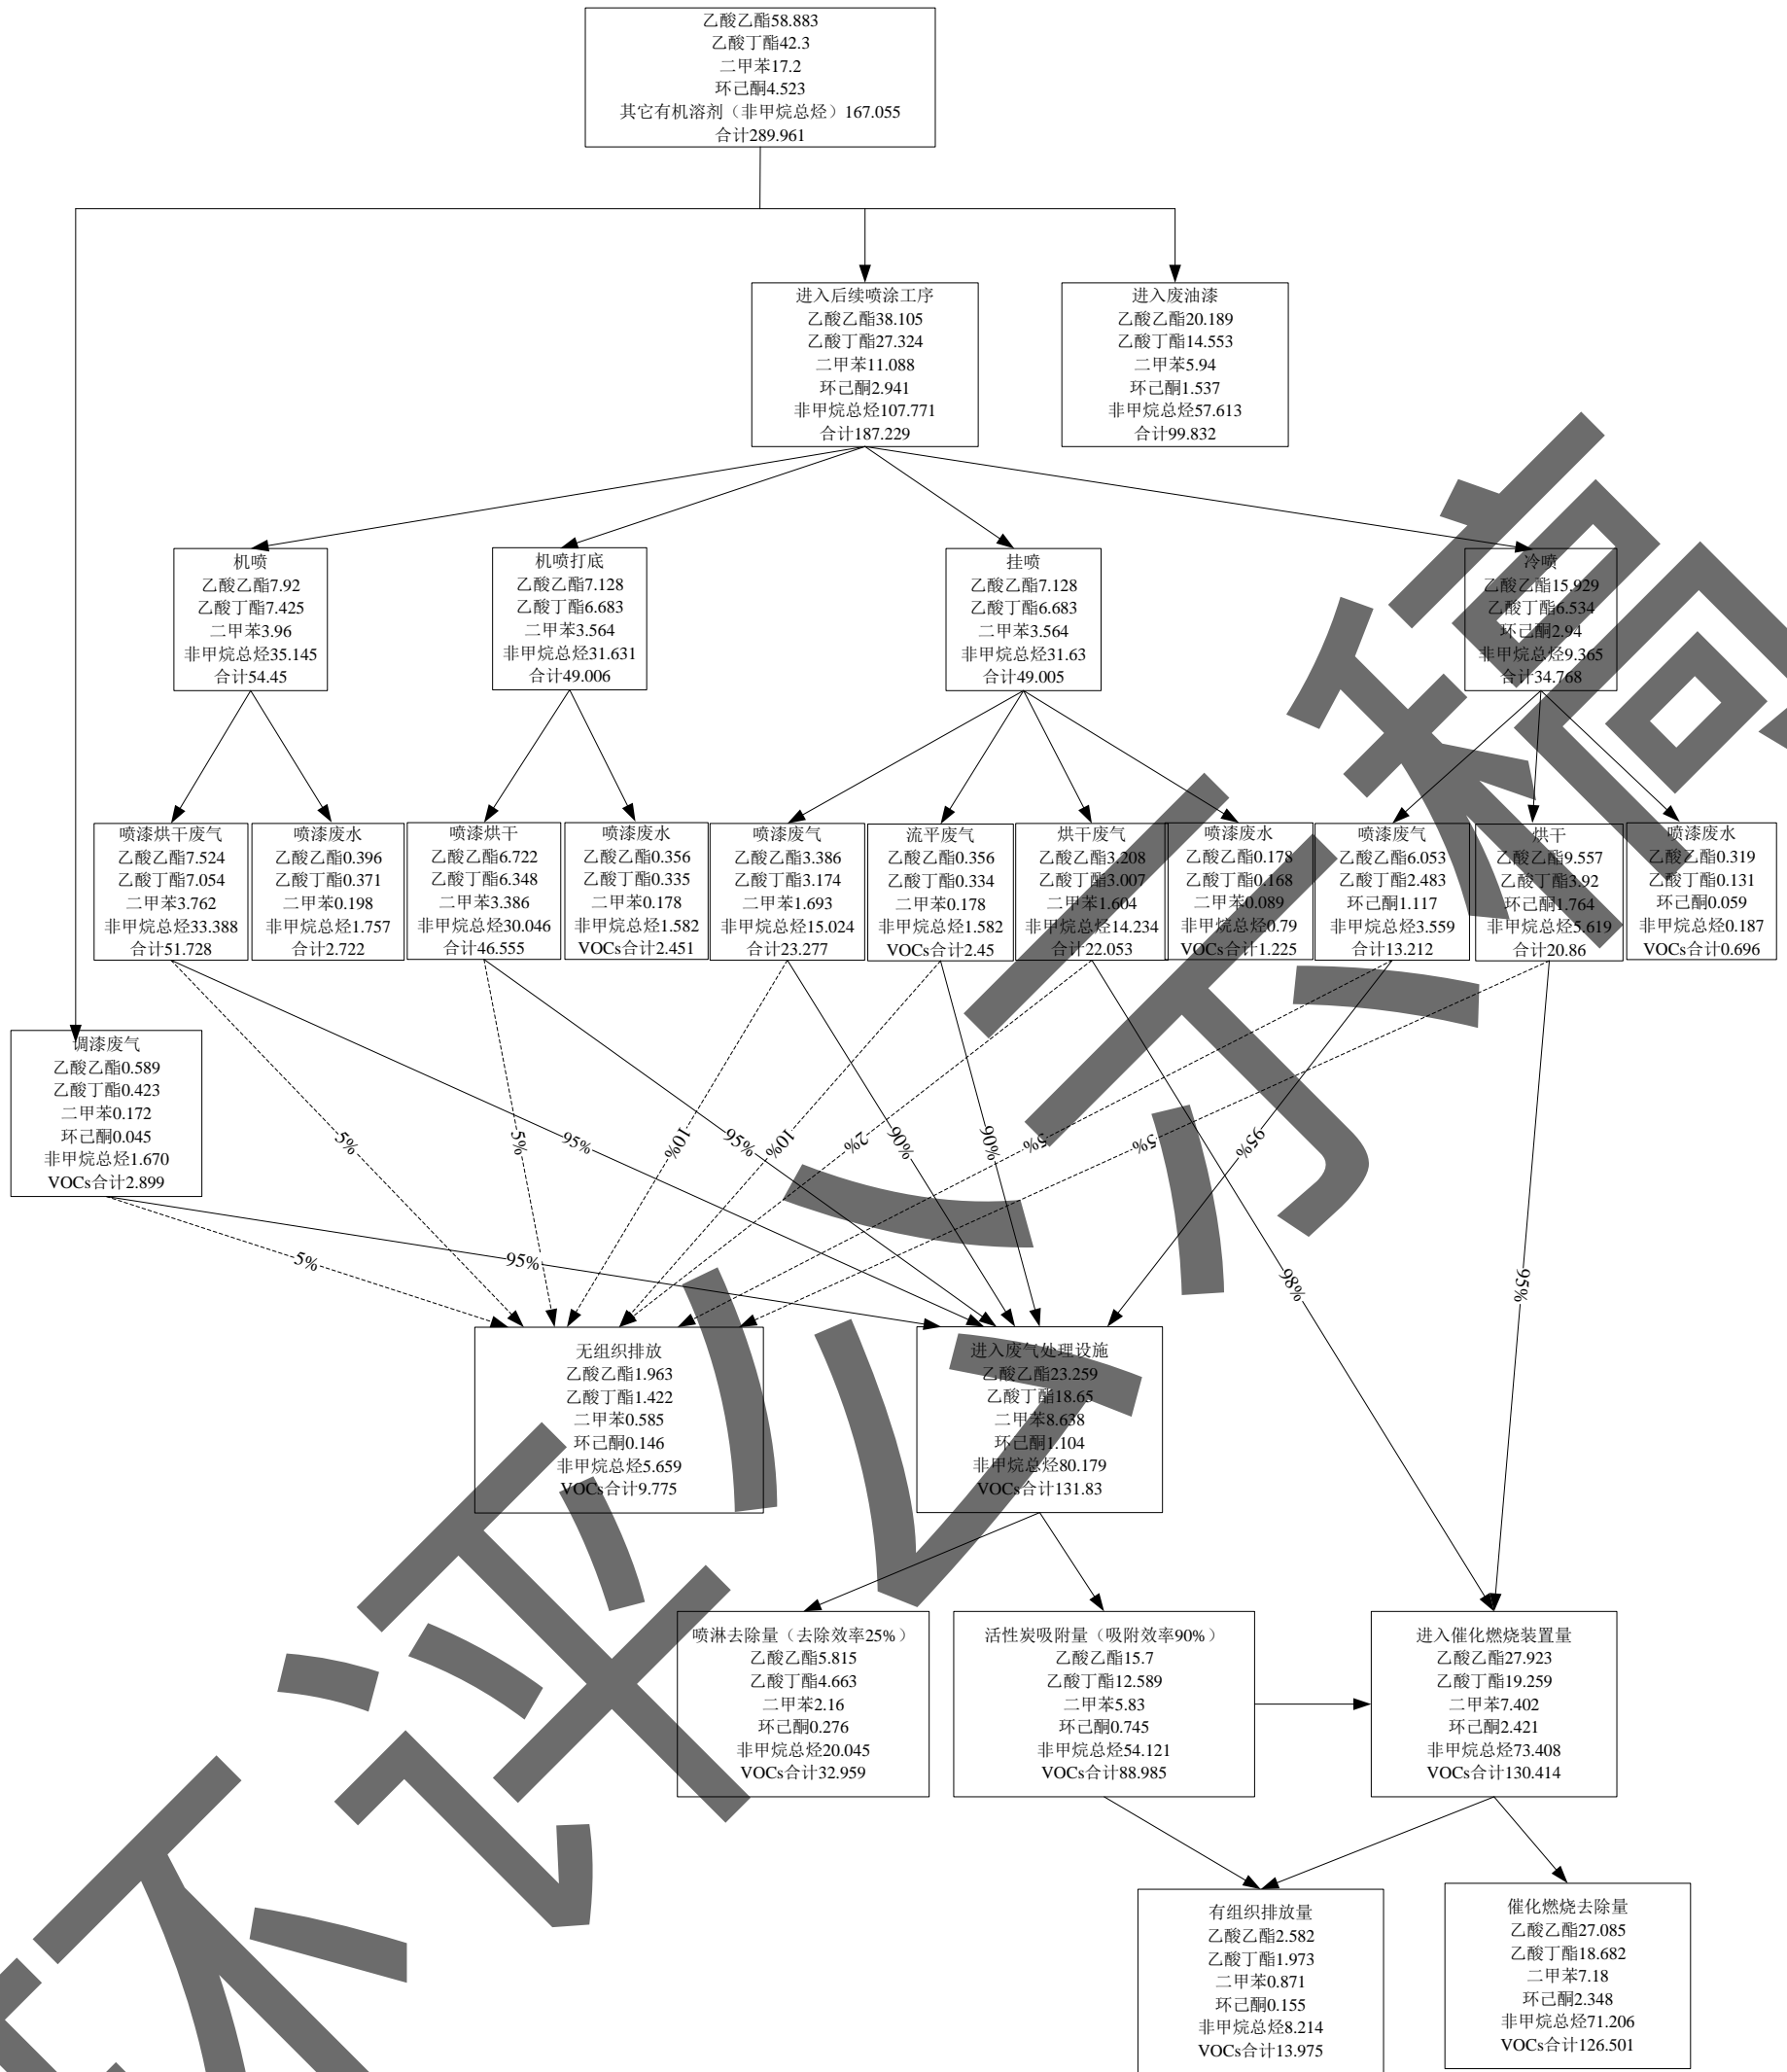 乙酸乙酯58.883
乙酸丁酯42.3
二甲苯17.2
环己酮4.523
其它有机溶剂（非甲烷总烃）167.055
合计289.961
进入后续喷涂工序
乙酸乙酯38.105
乙酸丁酯27.324
二甲苯11.088
环己酮2.941
非甲烷总烃107.771
合计187.229
进入废油漆
乙酸乙酯20.189
乙酸丁酯14.553
二甲苯5.94
环己酮1.537
非甲烷总烃57.613
合计99.832
机喷
乙酸乙酯7.92
乙酸丁酯7.425
二甲苯3.96
非甲烷总烃35.145
合计54.45
机喷打底
乙酸乙酯7.128
乙酸丁酯6.683
二甲苯3.564
非甲烷总烃31.631
合计49.006
挂喷
乙酸乙酯7.128
乙酸丁酯6.683
二甲苯3.564
非甲烷总烃31.63
合计49.005
冷喷
乙酸乙酯15.929
乙酸丁酯6.534
环己酮2.94
非甲烷总烃9.365
合计34.768
喷漆烘干废气
乙酸乙酯7.524
乙酸丁酯7.054
二甲苯3.762
非甲烷总烃33.388
合计51.728
喷漆废水
乙酸乙酯0.396
乙酸丁酯0.371
二甲苯0.198
非甲烷总烃1.757
合计2.722
喷漆烘干
乙酸乙酯6.722
乙酸丁酯6.348
二甲苯3.386
非甲烷总烃30.046
合计46.555
喷漆废水
乙酸乙酯0.356
乙酸丁酯0.335
二甲苯0.178
非甲烷总烃1.582
VOCs合计2.451
喷漆废气
乙酸乙酯3.386
乙酸丁酯3.174
二甲苯1.693
非甲烷总烃15.024
合计23.277
流平废气
乙酸乙酯0.356
乙酸丁酯0.334
二甲苯0.178
非甲烷总烃1.582
VOCs合计2.45
烘干废气
乙酸乙酯3.208
乙酸丁酯3.007
二甲苯1.604
非甲烷总烃14.234
合计22.053
喷漆废水
乙酸乙酯0.178
乙酸丁酯0.168
二甲苯0.089
非甲烷总烃0.79
VOCs合计1.225
喷漆废气
乙酸乙酯6.053
乙酸丁酯2.483
环己酮1.117
非甲烷总烃3.559
合计13.212
烘干
乙酸乙酯9.557
乙酸丁酯3.92
环己酮1.764
非甲烷总烃5.619
合计20.86
喷漆废水
乙酸乙酯0.319
乙酸丁酯0.131
环己酮0.059
非甲烷总烃0.187
VOCs合计0.696
调漆废气
乙酸乙酯0.589
乙酸丁酯0.423
二甲苯0.172
环己酮0.045
非甲烷总烃1.670
VOCs合计2.899
5%
95%
5%
95%
10%
10%
2%
90%
90%
5%
95%
5%
5%
95%
98%
95%
无组织排放
乙酸乙酯1.963
乙酸丁酯1.422
二甲苯0.585
环己酮0.146
非甲烷总烃5.659
VOCs合计9.775
进入废气处理设施
乙酸乙酯23.259
乙酸丁酯18.65
二甲苯8.638
环己酮1.104
非甲烷总烃80.179
VOCs合计131.83
喷淋去除量（去除效率25%）
乙酸乙酯5.815
乙酸丁酯4.663
二甲苯2.16
环己酮0.276
非甲烷总烃20.045
VOCs合计32.959
活性炭吸附量（吸附效率90%）
乙酸乙酯15.7
乙酸丁酯12.589
二甲苯5.83
环己酮0.745
非甲烷总烃54.121
VOCs合计88.985
进入催化燃烧装置量
乙酸乙酯27.923
乙酸丁酯19.259
二甲苯7.402
环己酮2.421
非甲烷总烃73.408
VOCs合计130.414
有组织排放量
乙酸乙酯2.582
乙酸丁酯1.973
二甲苯0.871
环己酮0.155
非甲烷总烃8.214
VOCs合计13.975
催化燃烧去除量
乙酸乙酯27.085
乙酸丁酯18.682
二甲苯7.18
环己酮2.348
非甲烷总烃71.206
VOCs合计126.501
环评公示稿